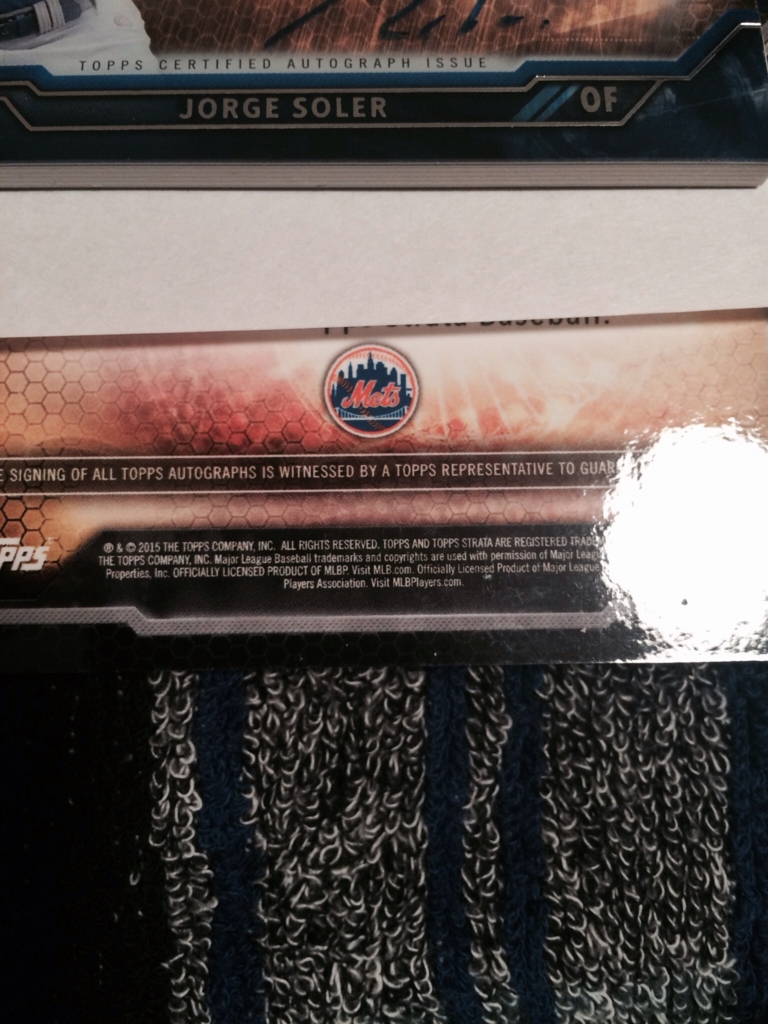 TOPPS CERTIFIED AUTOGRAPH ISSUE
JORGE SOLER OF
Strata Baseball.
Mets
SIGNING OF ALL TOPPS AUTOGRAPHS IS WITNESSED BY A TOPPS REPRESENTATIVE TO
® & © 2015 THE TOPPS COMPANY, INC. ALL RIGHTS RESERVED. TOPPS AND TOPPS STRATA ARE REGISTERED
THE TOPPS COMPANY, INC. Major League Baseball trademarks and copyrights are used with permission of Major
Properties, Inc. OFFICIALLY LICENSED PRODUCT OF MLBP. Visit MLB.com. Officially Licensed Product of Major League
Players Association. Visit MLBPlayers.com.